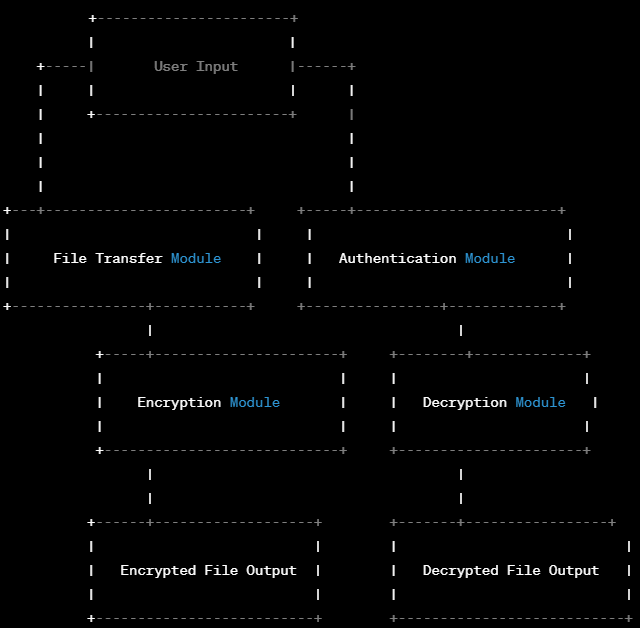 User Input
File Transfer Module
Authentication Module
Encryption Module
Decryption Module
Encrypted File Output
Decrypted File Output